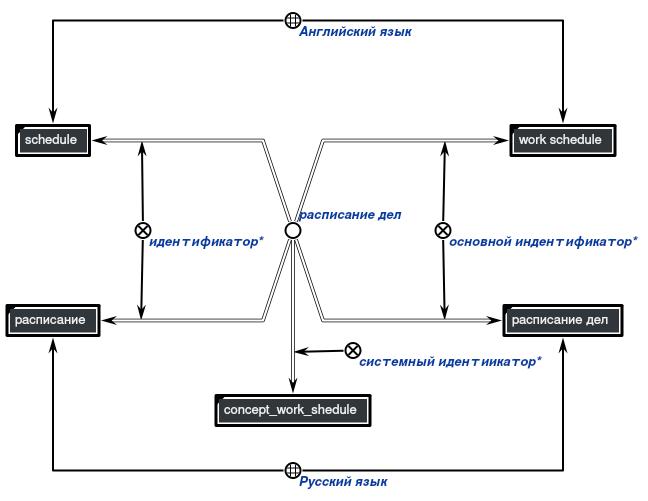 Английский язык
schedule
work schedule
расписание дел
идентификатор*
основной индентификатор*
расписание
расписание дел
системный идентиикатор*
concept_work_shedule
Русский язык